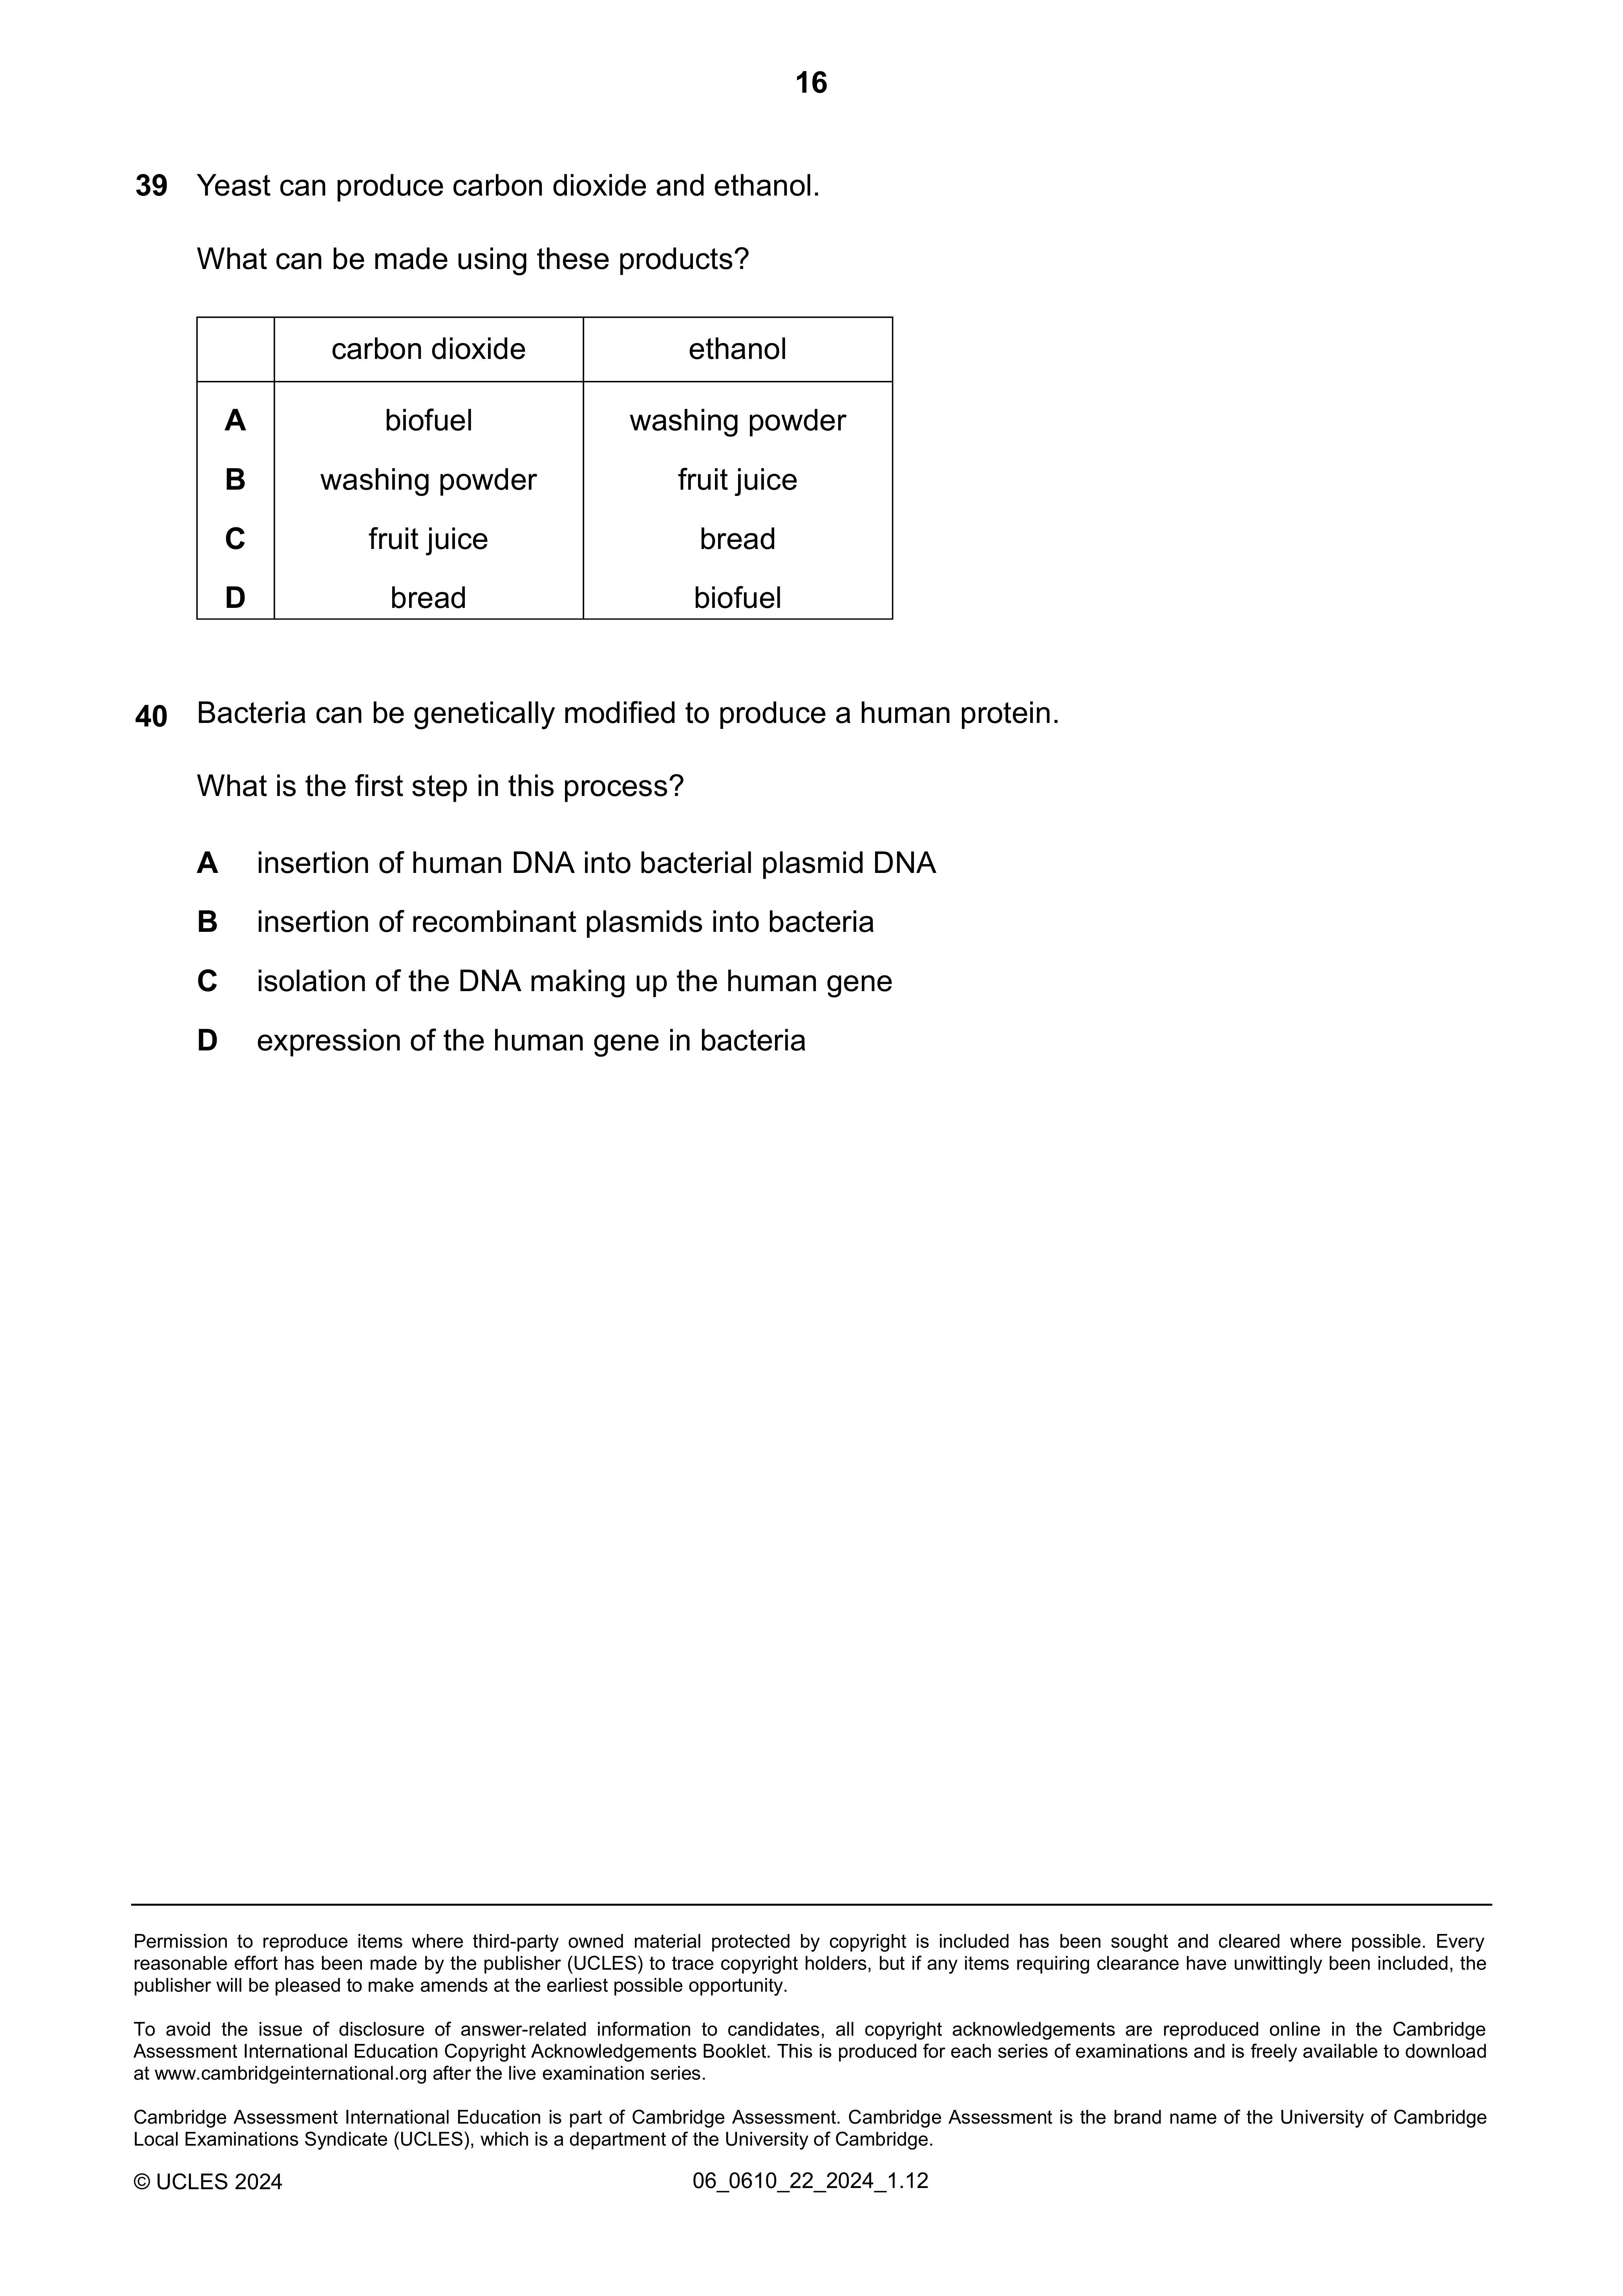 16
39 Yeast can produce carbon dioxide and ethanol.
What can be made using these products?
carbon dioxide ethanol
A biofuel washing powder
B washing powder fruit juice
C fruit juice bread
D bread biofuel
40 Bacteria can be genetically modified to produce a human protein.
What is the first step in this process?
A insertion of human DNA into bacterial plasmid DNA
B insertion of recombinant plasmids into bacteria
C isolation of the DNA making up the human gene
D expression of the human gene in bacteria
Permission to reproduce items where third-party owned material protected by copyright is included has been sought and cleared where possible. Every
reasonable effort has been made by the publisher (UCLES) to trace copyright holders, but if any items requiring clearance have unwittingly been included, the
publisher will be pleased to make amends at the earliest possible opportunity.
To avoid the issue of disclosure of answer-related information to candidates, all copyright acknowledgements are reproduced online in the Cambridge
Assessment International Education Copyright Acknowledgements Booklet. This is produced for each series of examinations and is freely available to download
at www.cambridgeinternational.org after the live examination series.
Cambridge Assessment International Education is part of Cambridge Assessment. Cambridge Assessment is the brand name of the University of Cambridge
Local Examinations Syndicate (UCLES), which is a department of the University of Cambridge.
© UCLES 2024 06_0610_22_2024_1.12